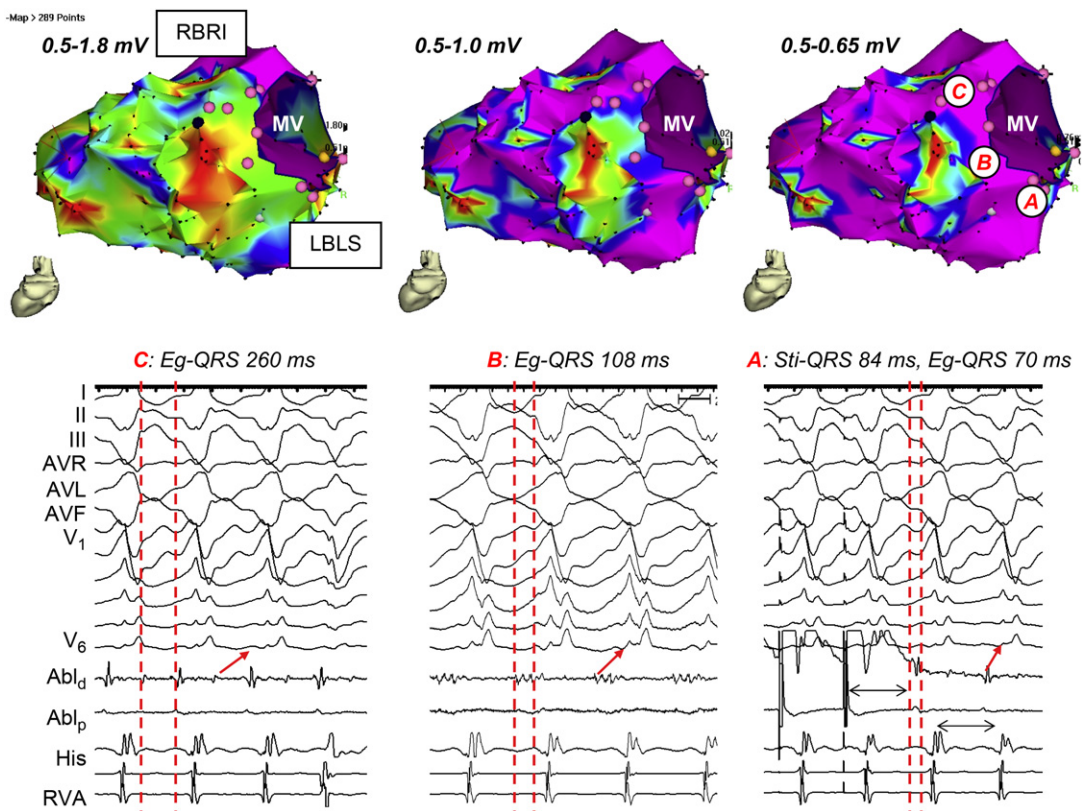 -Map > 289 Points
0.5-1.8 mV
RBRI
MV
LBLS
0.5-1.0 mV
MV
0.5-0.65 mV
C
MV
B
A
C: Eg-QRS 260 ms
B: Eg-QRS 108 ms
A: Sti-QRS 84 ms, Eg-QRS 70 ms
I
II
III
AVR
AVL
AVF
V1
V6
Abld
Ablp
His
RVA